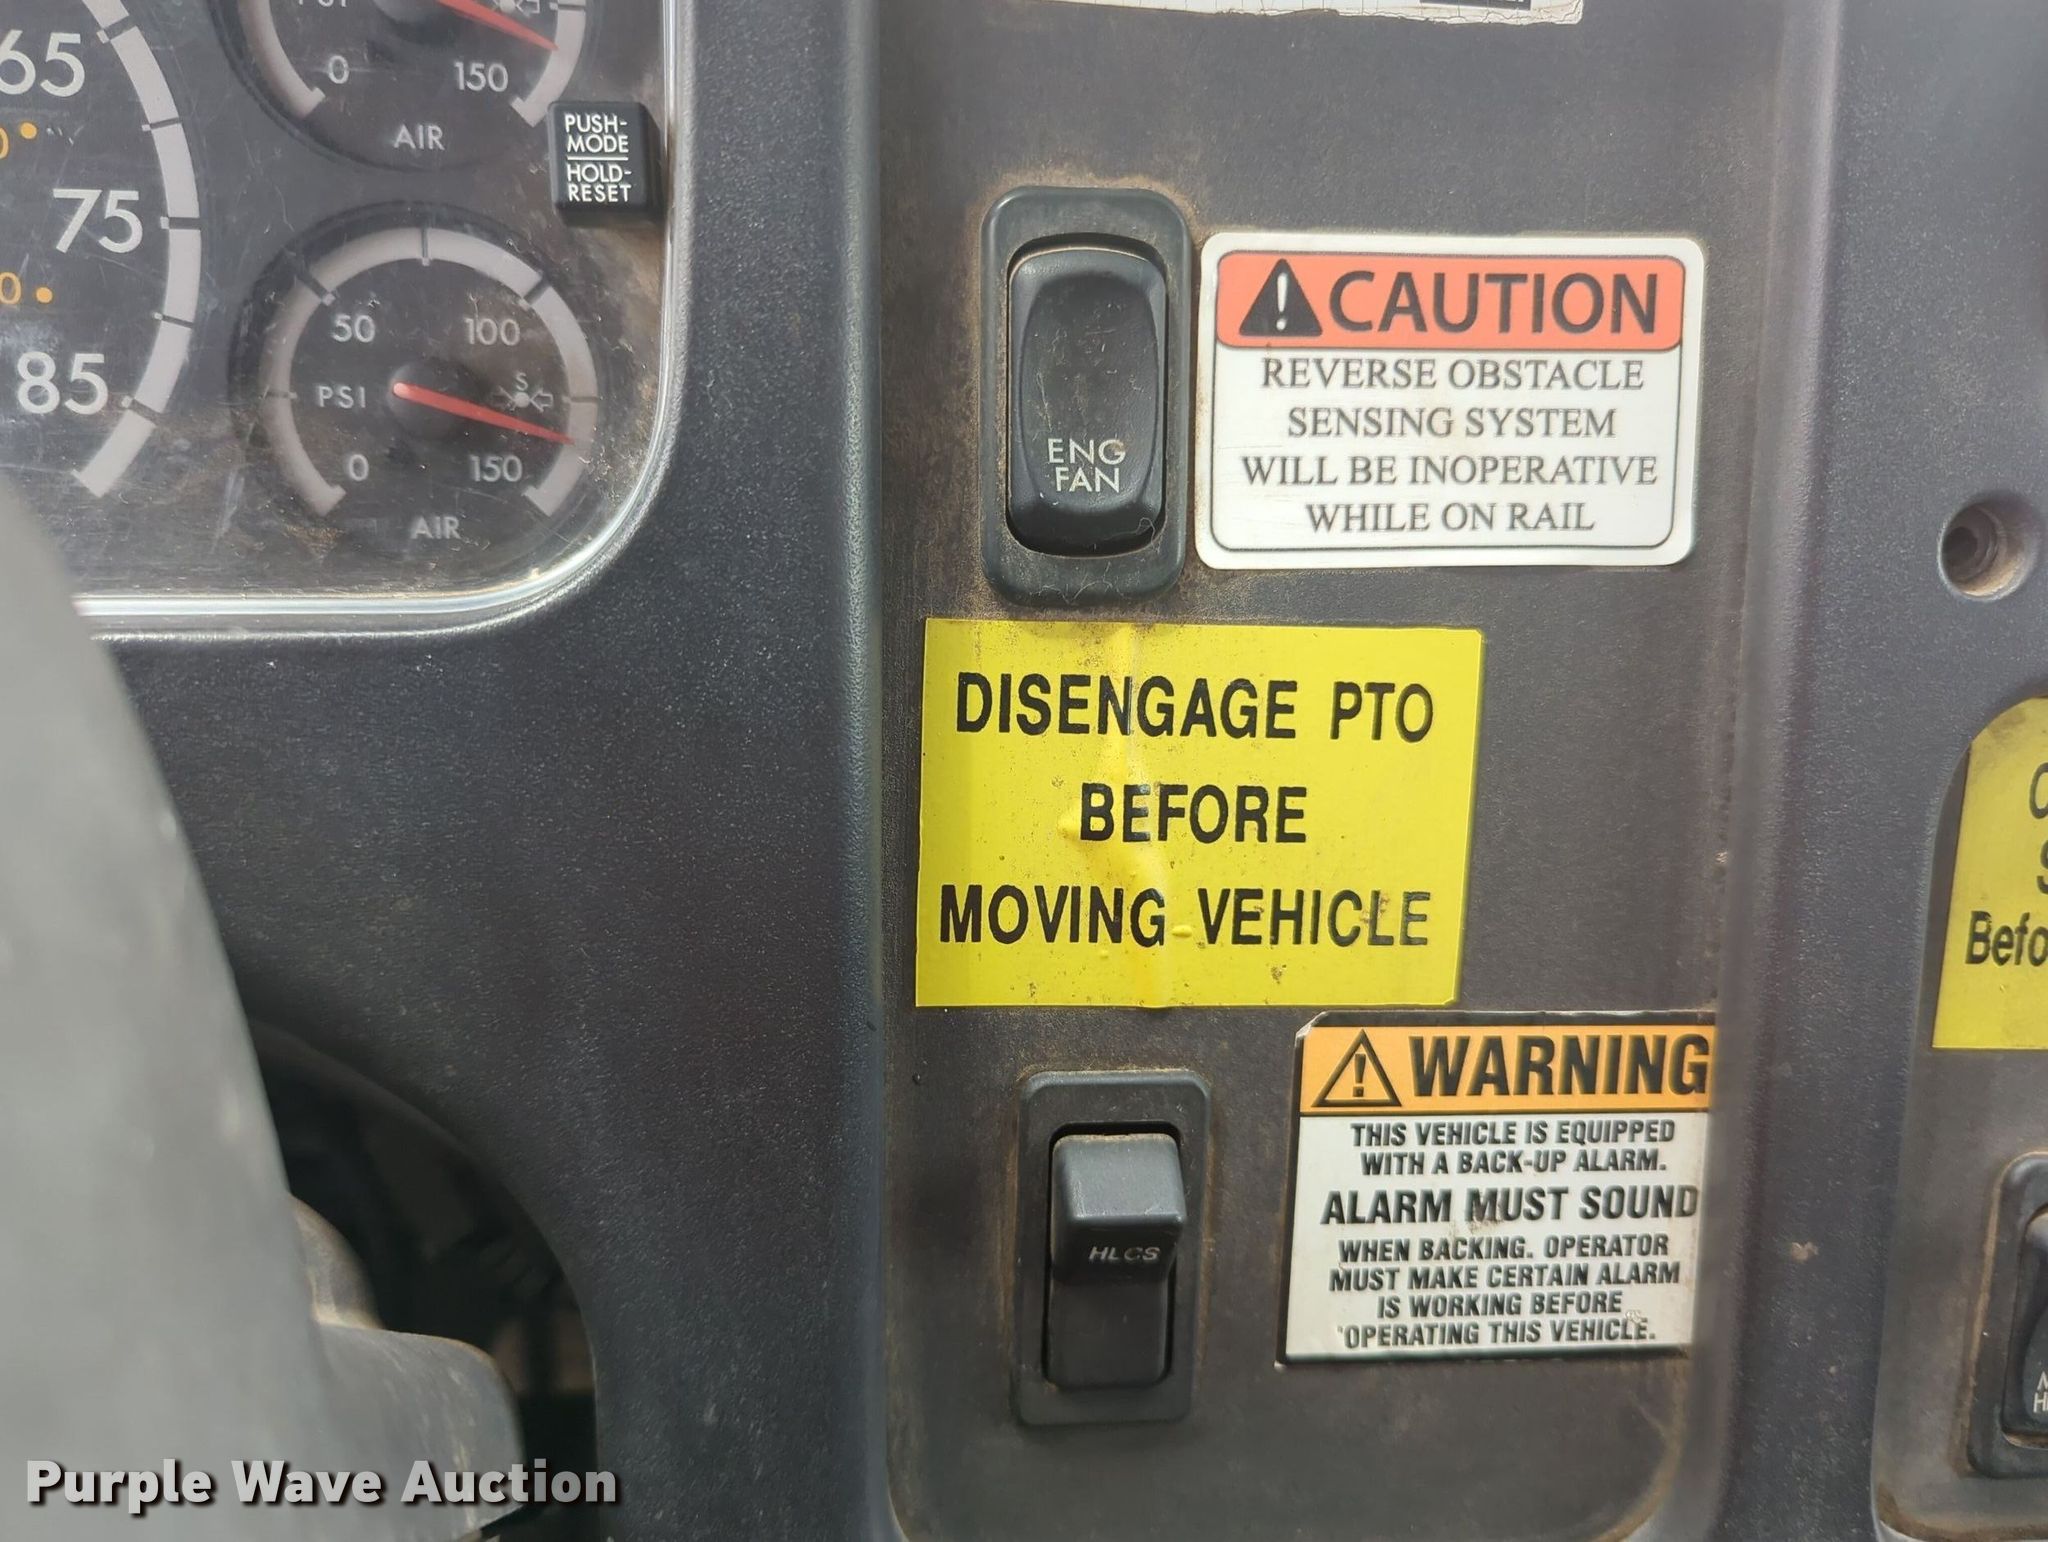 65
PSI
0
150
AIR
PUSH-
MODE
HOLD-
RESET
75
0
85
50
100
PSI
S
0
150
AIR
ENG
FAN
CAUTION
REVERSE OBSTACLE
SENSING SYSTEM
WILL BE INOPERATIVE
WHILE ON RAIL
DISENGAGE PTO
BEFORE
MOVING VEHICLE
HLCS
WARNING
THIS VEHICLE IS EQUIPPED
WITH A BACK-UP ALARM.
ALARM MUST SOUND
WHEN BACKING. OPERATOR
MUST MAKE CERTAIN ALARM
IS WORKING BEFORE
OPERATING THIS VEHICLE.
Befo
Purple Wave Auction